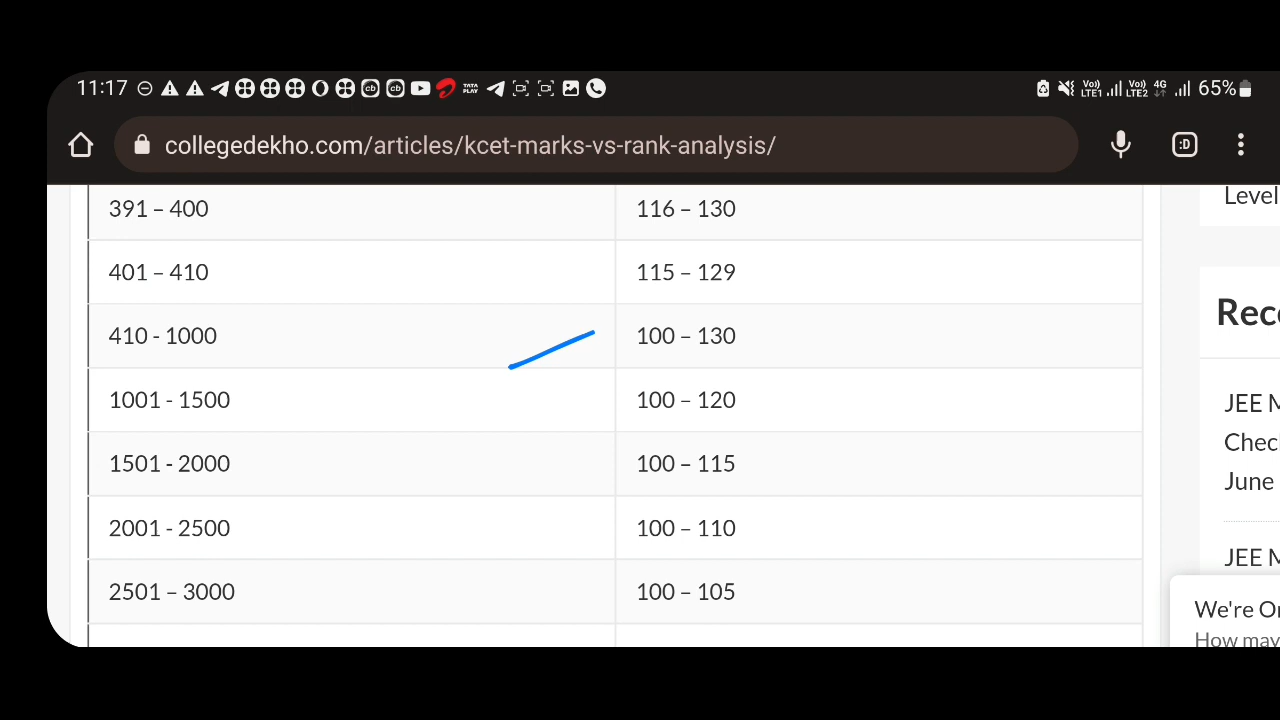 11:17 65%
collegedekho.com/articles/kcet-marks-vs-rank-analysis/
391 – 400 116 – 130
401 – 410 115 – 129
410 - 1000 100 – 130
1001 - 1500 100 – 120
1501 - 2000 100 – 115
2001 - 2500 100 – 110
2501 – 3000 100 – 105
Level
Rec
JEE M
Chec
June
JEE M
We're O
How may